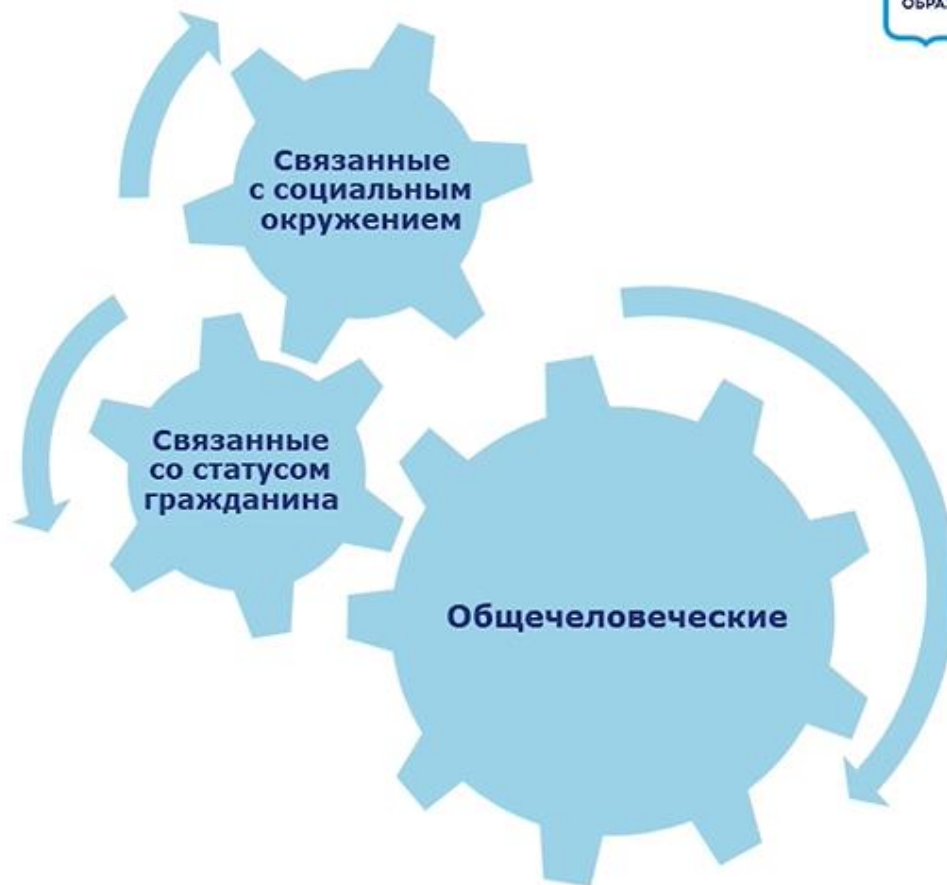 Связанные
с социальным
окружением
Связанные
со статусом
гражданина
Общечеловеческие